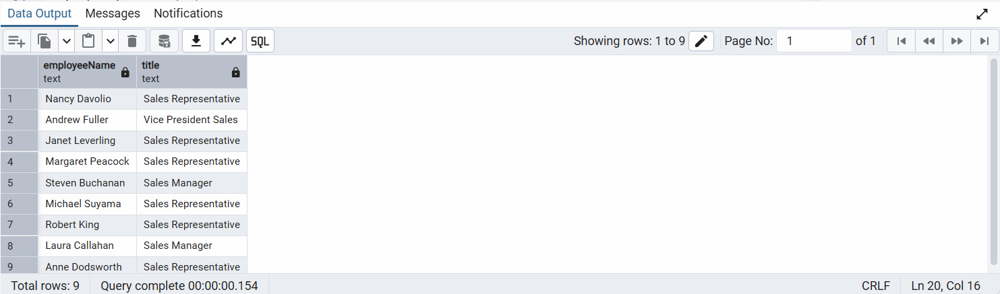 Data Output Messages Notifications
SQL Showing rows: 1 to 9 Page No: 1 of 1
employeeName title
text text
1 Nancy Davolio Sales Representative
2 Andrew Fuller Vice President Sales
3 Janet Leverling Sales Representative
4 Margaret Peacock Sales Representative
5 Steven Buchanan Sales Manager
6 Michael Suyama Sales Representative
7 Robert King Sales Representative
8 Laura Callahan Sales Manager
9 Anne Dodsworth Sales Representative
Total rows: 9 Query complete 00:00:00.154 CRLF Ln 20, Col 16